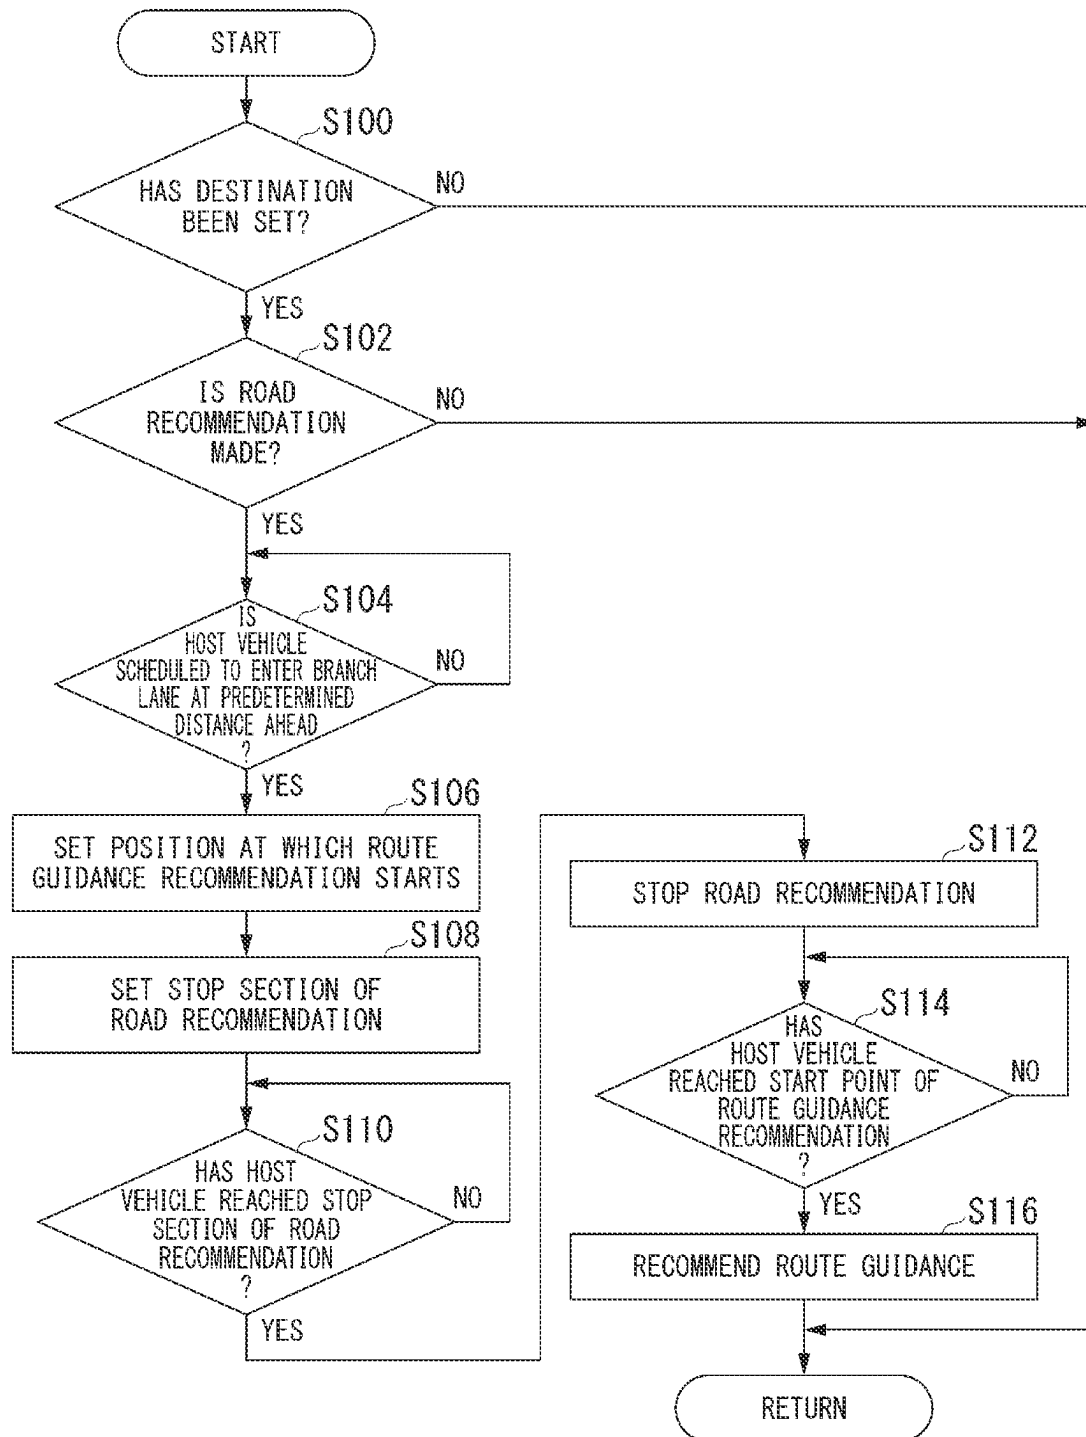 START
S100
HAS DESTINATION
BEEN SET?
NO
YES
S102
IS ROAD
RECOMMENDATION
MADE?
NO
YES
S104
IS
HOST VEHICLE
SCHEDULED TO ENTER BRANCH
LANE AT PREDETERMINED
DISTANCE AHEAD
?
NO
YES
S106
SET POSITION AT WHICH ROUTE
GUIDANCE RECOMMENDATION STARTS
S108
SET STOP SECTION OF
ROAD RECOMMENDATION
S110
HAS HOST
VEHICLE REACHED STOP
SECTION OF ROAD
RECOMMENDATION
?
NO
YES
S112
STOP ROAD RECOMMENDATION
S114
HAS
HOST VEHICLE
REACHED START POINT OF
ROUTE GUIDANCE
RECOMMENDATION
?
NO
YES
S116
RECOMMEND ROUTE GUIDANCE
RETURN